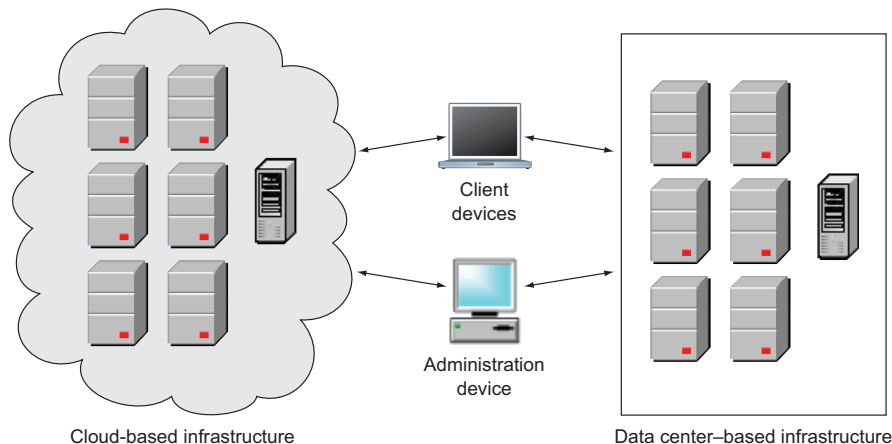 Client
devices
Administration
device
Cloud-based infrastructure
Data center–based infrastructure